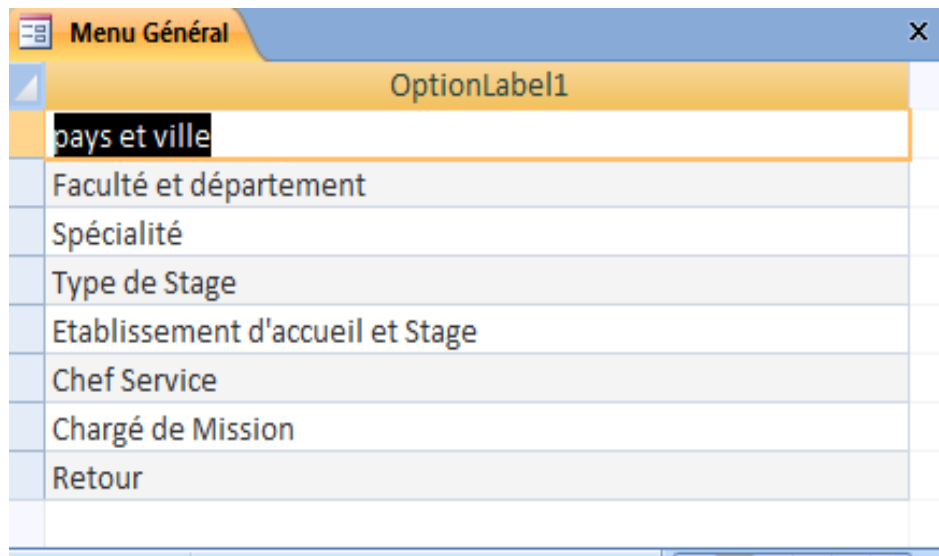 Menu Général
OptionLabel1
pays et ville
Faculté et département
Spécialité
Type de Stage
Etablissement d'accueil et Stage
Chef Service
Chargé de Mission
Retour